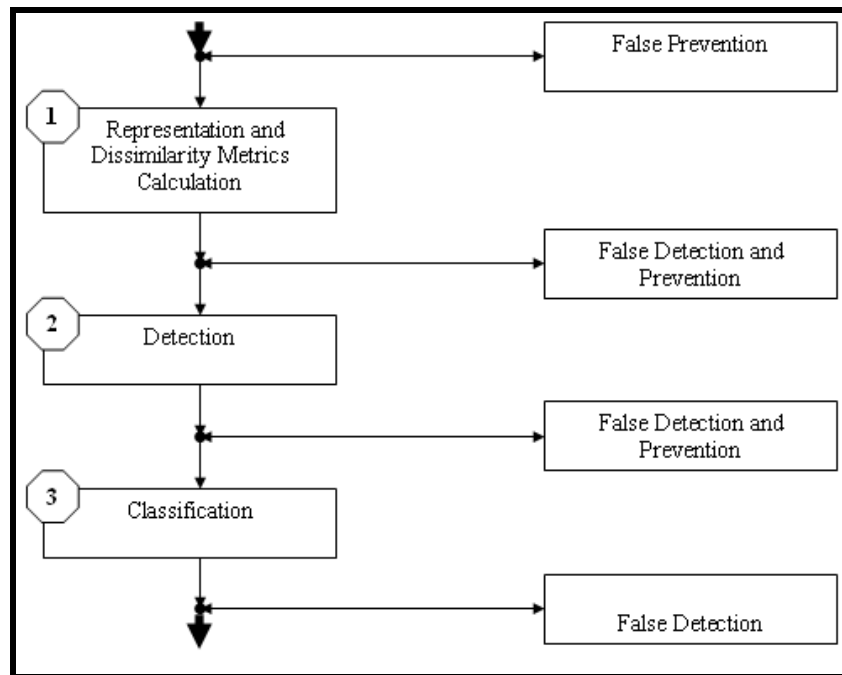 False Prevention
1
Representation and
Dissimilarity Metrics
Calculation
False Detection and
Prevention
2
Detection
False Detection and
Prevention
3
Classification
False Detection